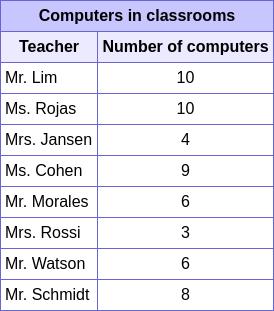 Computers in classrooms
Teacher Number of computers
Mr. Lim 10
Ms. Rojas 10
Mrs. Jansen 4
Ms. Cohen 9
Mr. Morales 6
Mrs. Rossi 3
Mr. Watson 6
Mr. Schmidt 8